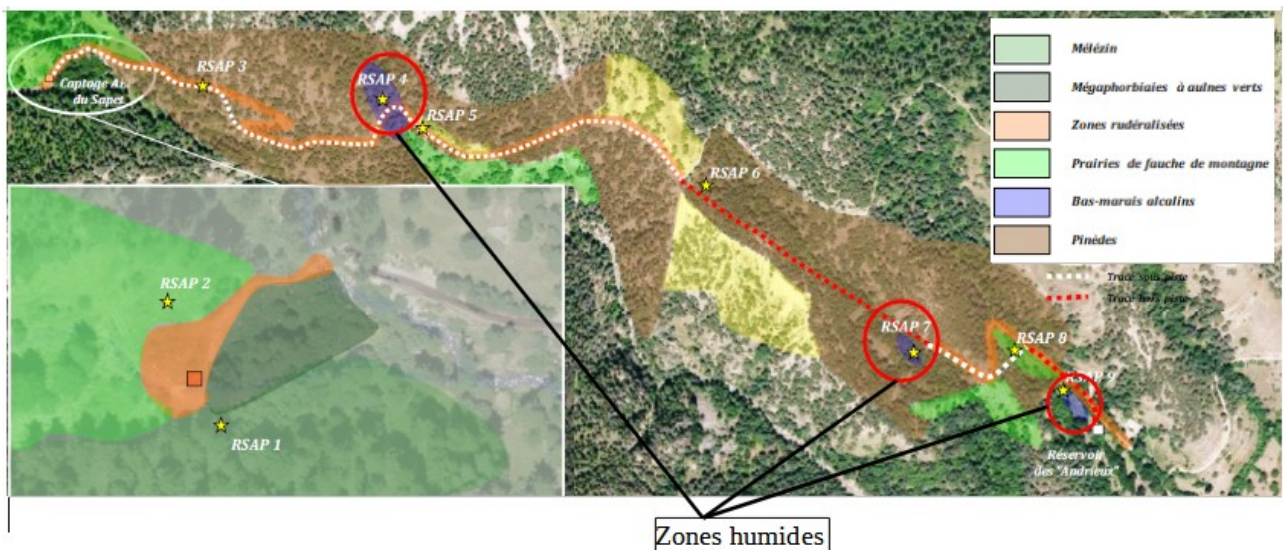 Captage A
du Sapet
RSAP 3
RSAP 4
RSAP 5
RSAP 6
RSAP 7
RSAP 8
RSAP 9
RSAP 2
RSAP 1
Réservoir
des "Andrieux"
Mélézin
Mégaphorbiaies à aulnes verts
Zones rudéralisées
Prairies de fauche de montagne
Bas-marais alcalins
Pinèdes
Tracé sous piste
Tracé hors piste
Zones humides